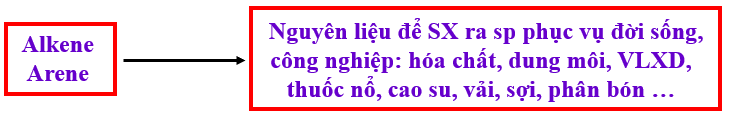 Alkene
Arene
Nguyên liệu để SX ra sp phục vụ đời sống,
công nghiệp: hóa chất, dung môi, VLXD,
thuốc nổ, cao su, vải, sợi, phân bón ...